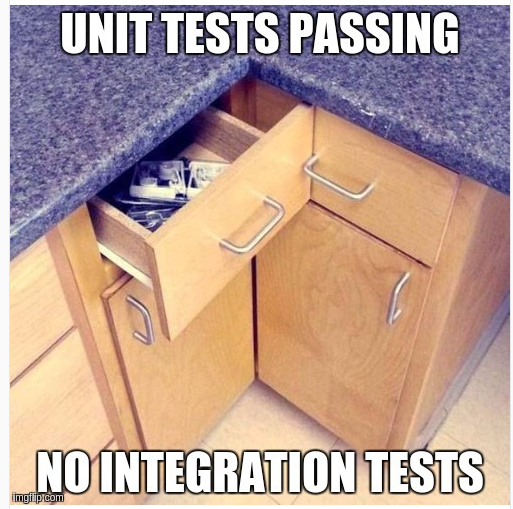 UNIT TESTS PASSING
NO INTEGRATION TESTS
imgflip.com